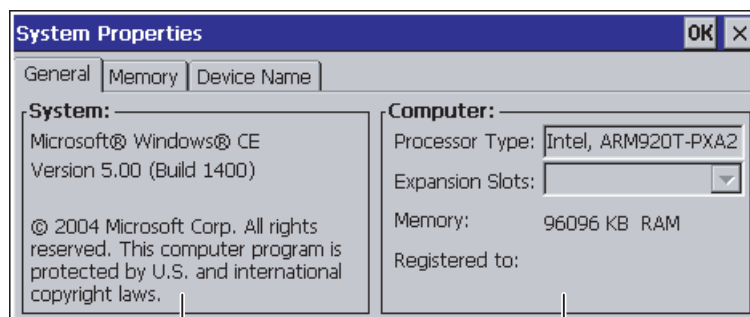 System Properties
OK
General
Memory
Device Name
System:
Microsoft® Windows® CE
Version 5.00 (Build 1400)
© 2004 Microsoft Corp. All rights
reserved. This computer program is
protected by U.S. and international
copyright laws.
Computer:
Processor Type: Intel, ARM920T-PXA2
Expansion Slots:
Memory: 96096 KB RAM
Registered to: